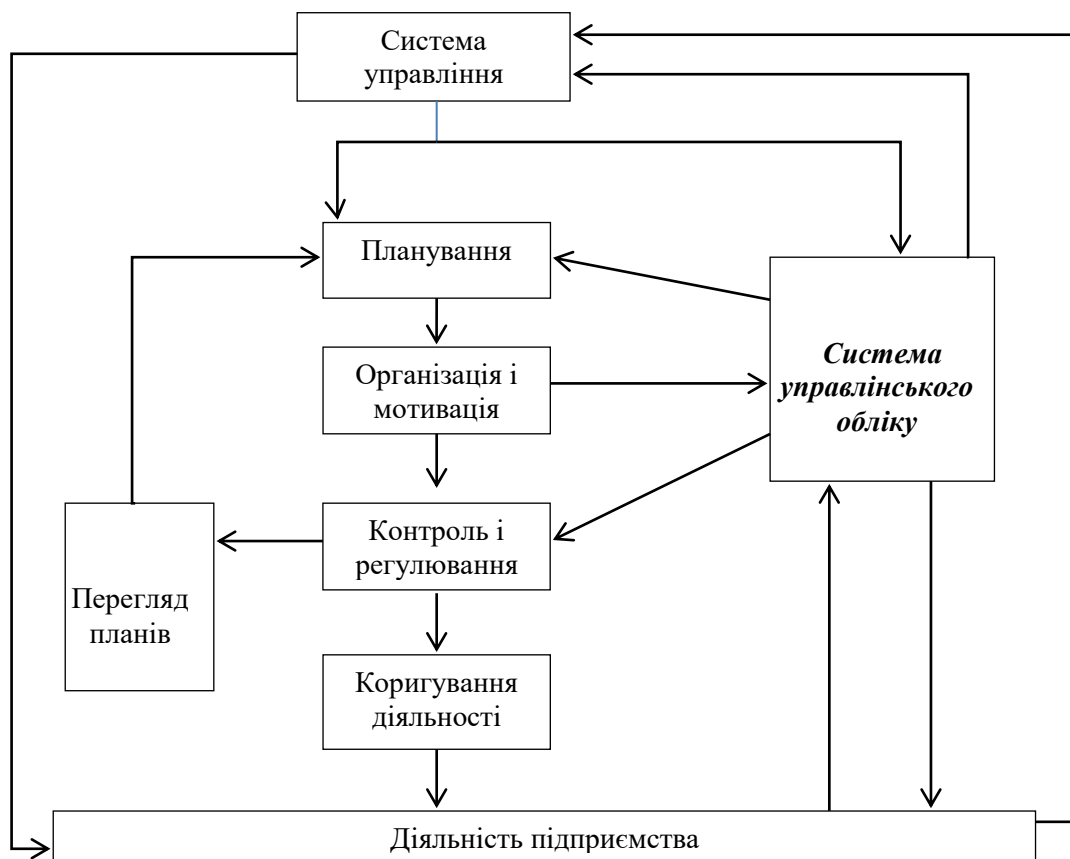 Система
управління
Планування
Організація і
мотивація
Система
управлінського
обліку
Контроль і
регулювання
Перегляд
планів
Коригування
діяльності
Діяльність підприємства